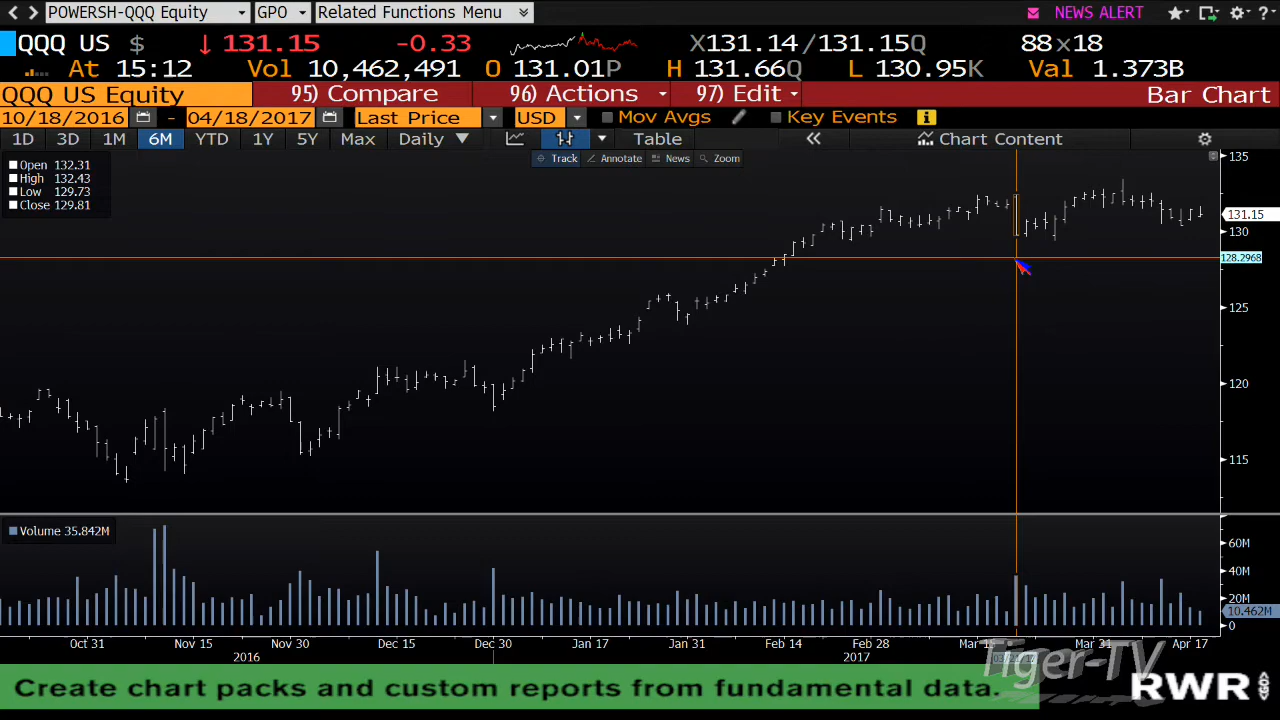 POWERSH-QQQ Equity GPO Related Functions Menu NEWS ALERT ?
QQQ US $ ↓ 131.15 -0.33 X131.14/131.15Q 88x18
At 15:12 Vol 10,462,491 O 131.01P H 131.66Q L 130.95K Val 1.373B
QQQ US Equity 95) Compare 96) Actions 97) Edit Bar Chart
10/18/2016 - 04/18/2017 Last Price USD Mov Avgs Key Events i
1D 3D 1M 6M YTD 1Y 5Y Max Daily Table « Chart Content
Track Annotate News Zoom
Open 132.31
High 132.43
Low 129.73
Close 129.81
135
131.15
130
128.2968
125
120
115
Volume 35.842M
60M
40M
20M
10.462M
0
Oct 31 Nov 15 Nov 30 Dec 15 Dec 30 Jan 17 Jan 31 Feb 14 Feb 28 Mar 15 Mar 31 Apr 17
2016 2017
Tiger-TV
Create chart packs and custom reports from fundamental data.
RWR